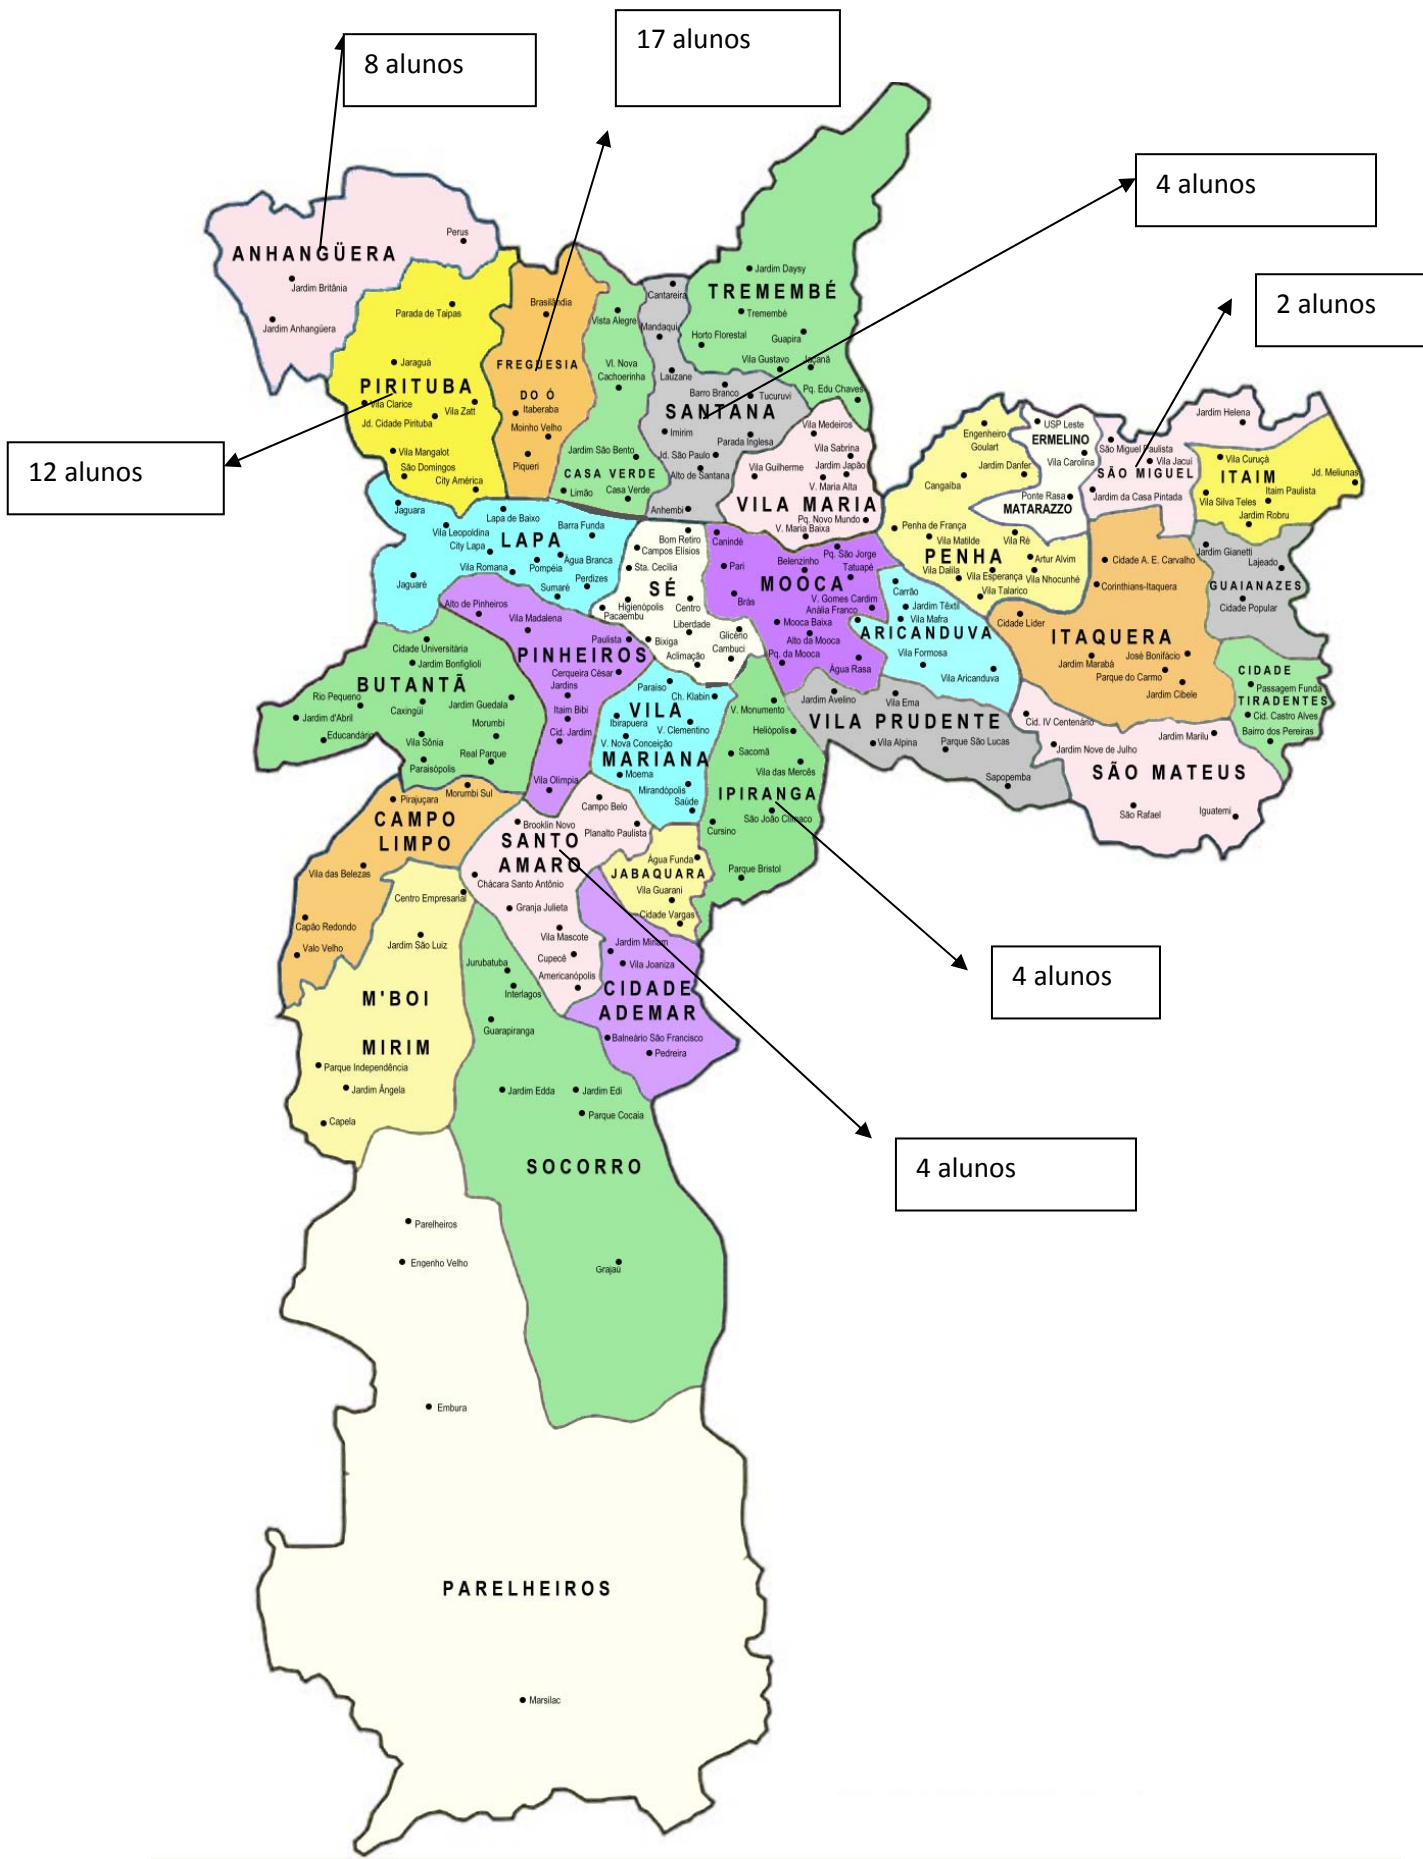 17 alunos
8 alunos
4 alunos
2 alunos
12 alunos
ANHANGÜERA
Perus
Jardim Britânia
Jardim Anhangüera
Parada de Taipas
Jaraguá
PIRITUBA
Vila Clarice
Vila Zatt
Jd. Cidade Pirituba
Vila Mangalot
São Domingos
City América
Brasilândia
FREGUESIA
DO Ó
Itaberaba
Moinho Velho
Piqueri
Vista Alegre
Vl. Nova
Cachoerinha
Jardim São Bento
CASA VERDE
Limão
Casa Verde
Cantareira
Mandaqui
Lauzane
Barro Branco
Tucuruvi
SANTANA
Imirim
Parada Inglesa
Jd. São Paulo
Alto de Santana
Anhembi
Jardim Daysy
TREMEMBÉ
Tremembé
Horto Florestal
Guapira
Vila Gustavo
Jaçanã
Pq. Edu Chaves
Vila Medeiros
Vila Sabrina
Vila Guilherme
Jardim Japão
V. Maria Alta
VILA MARIA
Pq. Novo Mundo
V. Maria Baixa
Engenheiro
Goulart
Jardim Danfer
Cangaíba
Penha de França
Vila Matilde
PENHA
Vila Ré
Artur Alvim
Vila Dalila
Vila Esperança
Vila Nhocunhé
Vila Talarico
USP Leste
ERMELINO
Vila Carolina
Ponte Rasa
MATARAZZO
Jardim Helena
São Miguel Paulista
Vila Jacuí
SÃO MIGUEL
Jardim da Casa Pintada
Vila Curuçá
ITAIM
Jd. Meliunas
Itaim Paulista
Vila Silva Teles
Jardim Robru
Jardim Gianetti
Lajeado
GUAIANAZES
Cidade Popular
Cidade A. E. Carvalho
Corinthians-Itaquera
Cidade Líder
ITAQUERA
José Bonifácio
Jardim Marabá
Parque do Carmo
Jardim Cibele
CIDADE
Passagem Funda
TIRADENTES
Cid. Castro Alves
Bairro dos Pereiras
Jaguara
Lapa de Baixo
Vila Leopoldina
Barra Funda
LAPA
City Lapa
Água Branca
Pompéia
Vila Romana
Jaguaré
Sumaré
Perdizes
Bom Retiro
Campos Elísios
Sta. Cecilia
SÉ
Higienópolis
Centro
Pacaembu
Liberdade
Glicéno
Bixiga
Cambuci
Aclimação
Canindé
Pari
Brás
Pq. São Jorge
Belenzinho
Tatuapé
MOOCA
V. Gomes Cardim
Anália Franco
Mooca Baixa
Alto da Mooca
Pq. da Mooca
Água Rasa
Carrão
Jardim Têxtil
Vila Mafra
ARICANDUVA
Vila Formosa
Vila Aricanduva
Alto de Pinheiros
Vila Madalena
Paulista
PINHEIROS
Cerqueira César
Jardins
Itaim Bibi
Cid. Jardim
Vila Olímpia
Cidade Universitária
Jardim Bonfiglioli
BUTANTÃ
Rio Pequeno
Caxingüí
Jardim Guedala
Jardim d'Abril
Educandário
Morumbi
Vila Sônia
Real Parque
Paraisópolis
Paraíso
Ch. Klabin
VILA
Ibirapuera
V. Clementino
V. Nova Conceição
MARIANA
Moema
Mirandópolis
Saúde
V. Monumento
Heliópolis
Sacomã
Vila das Mercês
IPIRANGA
São João Clímaco
Cursino
Parque Bristol
Jardim Avelino
Vila Ema
VILA PRUDENTE
Vila Alpina
Parque São Lucas
Sapopemba
Cid. IV Centenário
Jardim Nove de Julho
Jardim Marilu
SÃO MATEUS
São Rafael
Iguatemi
Pirajuçara
Morumbi Sul
CAMPO
LIMPO
Vila das Belezas
Capão Redondo
Valo Velho
Campo Belo
Brooklin Novo
Planalto Paulista
SANTO
AMARO
Chácara Santo Antônio
Granja Julieta
Vila Mascote
Cupecê
Americanópolis
Água Funda
JABAQUARA
Vila Guarani
Cidade Vargas
Jardim Miriam
Vila Joaniza
CIDADE
ADEMAR
Balneário São Francisco
Pedreira
Centro Empresarial
Jardim São Luiz
M'BOI
MIRIM
Parque Independência
Jardim Ângela
Capela
Jurubatuba
Interlagos
Guarapiranga
Jardim Edda
Jardim Edi
Parque Cocaia
SOCORRO
Grajaú
4 alunos
4 alunos
Parelheiros
Engenho Velho
Embura
PARELHEIROS
Marsilac